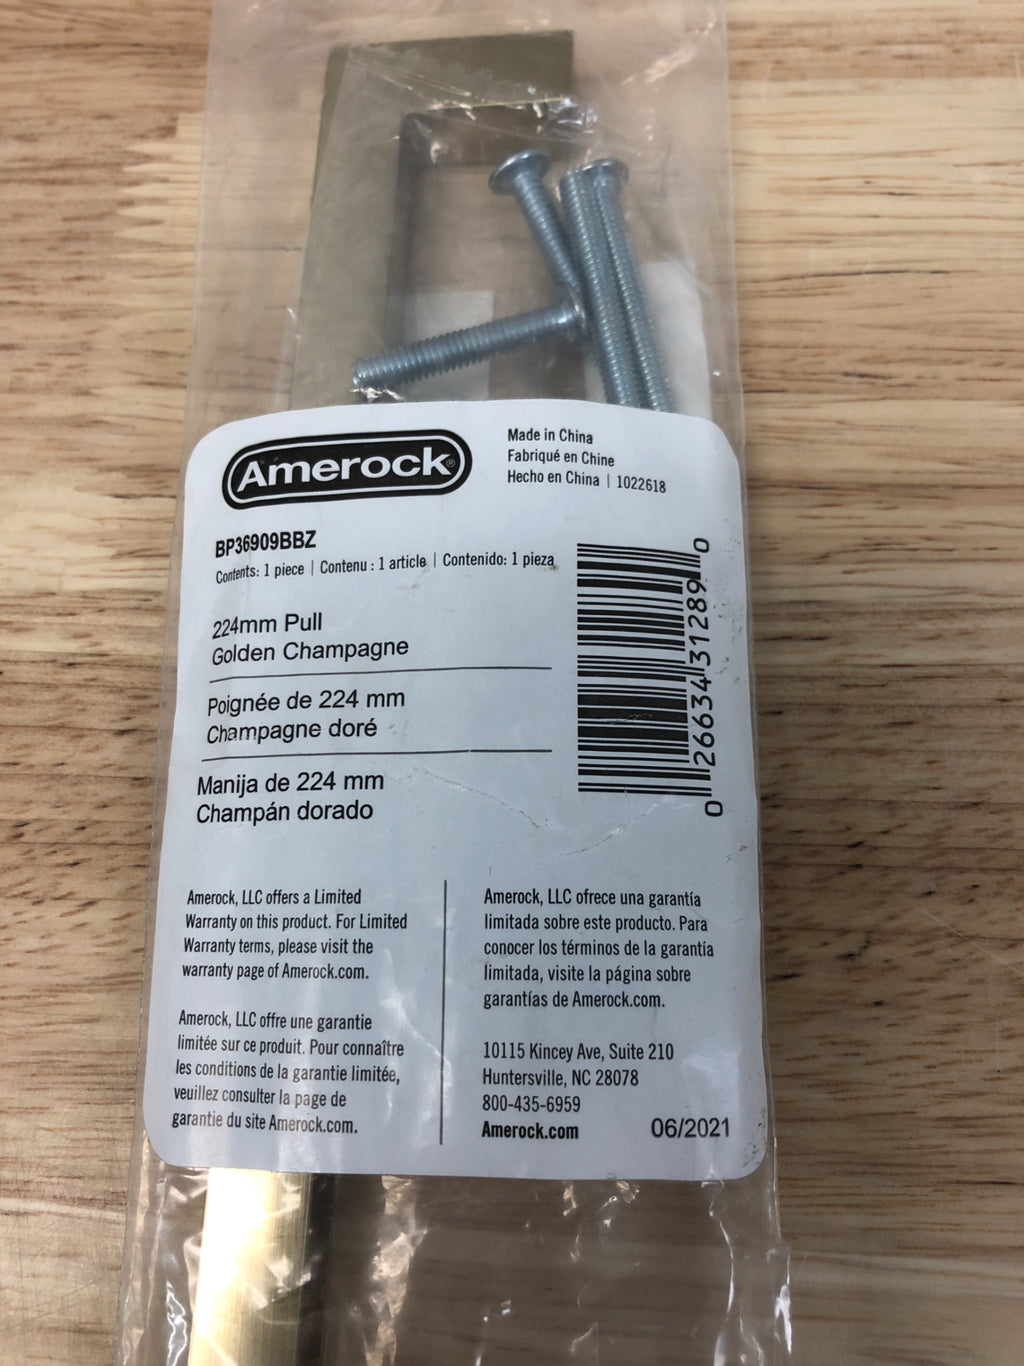 Amerock®
Made in China
Fabriqué en Chine
Hecho en China | 1022618
BP36909BBZ
Contents: 1 piece | Contenu : 1 article | Contenido: 1 pieza
224mm Pull
Golden Champagne
Poignée de 224 mm
Champagne doré
Manija de 224 mm
Champán dorado
0 26634 31289 0
Amerock, LLC offers a Limited
Warranty on this product. For Limited
Warranty terms, please visit the
warranty page of Amerock.com.
Amerock, LLC offre une garantie
limitée sur ce produit. Pour connaître
les conditions de la garantie limitée,
veuillez consulter la page de
garantie du site Amerock.com.
Amerock, LLC ofrece una garantía
limitada sobre este producto. Para
conocer los términos de la garantía
limitada, visite la página sobre
garantías de Amerock.com.
10115 Kincey Ave, Suite 210
Huntersville, NC 28078
800-435-6959
Amerock.com
06/2021